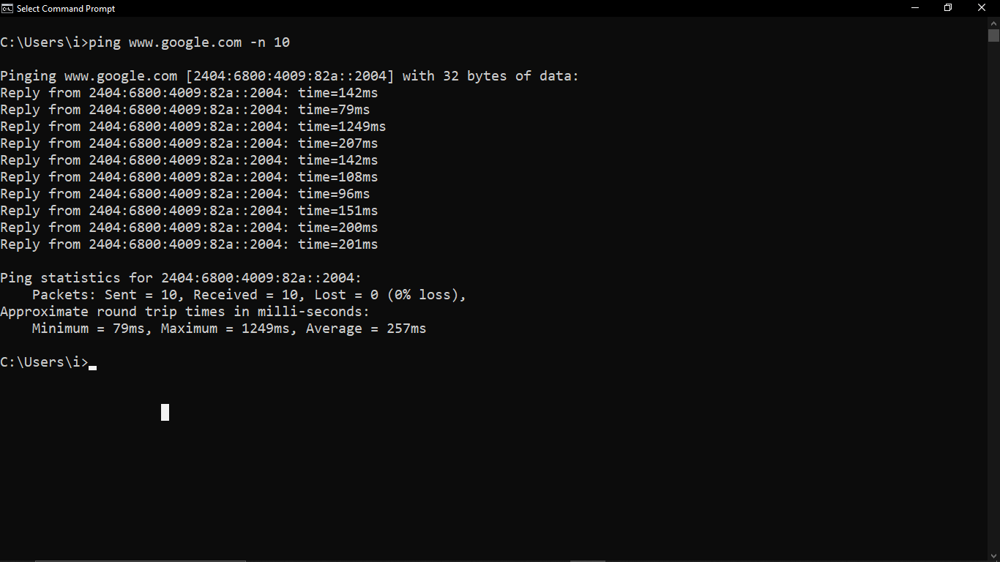 Select Command Prompt
C:\Users\i>ping www.google.com -n 10
Pinging www.google.com [2404:6800:4009:82a::2004] with 32 bytes of data:
Reply from 2404:6800:4009:82a::2004: time=142ms
Reply from 2404:6800:4009:82a::2004: time=79ms
Reply from 2404:6800:4009:82a::2004: time=1249ms
Reply from 2404:6800:4009:82a::2004: time=207ms
Reply from 2404:6800:4009:82a::2004: time=142ms
Reply from 2404:6800:4009:82a::2004: time=108ms
Reply from 2404:6800:4009:82a::2004: time=96ms
Reply from 2404:6800:4009:82a::2004: time=151ms
Reply from 2404:6800:4009:82a::2004: time=200ms
Reply from 2404:6800:4009:82a::2004: time=201ms
Ping statistics for 2404:6800:4009:82a::2004:
    Packets: Sent = 10, Received = 10, Lost = 0 (0% loss),
Approximate round trip times in milli-seconds:
    Minimum = 79ms, Maximum = 1249ms, Average = 257ms
C:\Users\i>